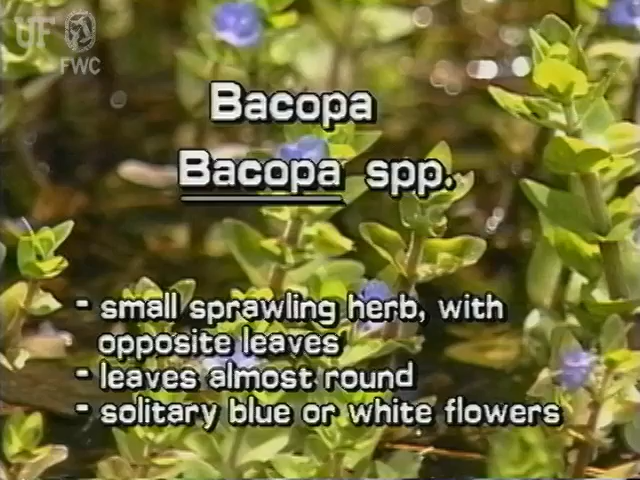 UF
FWC
Bacopa
Bacopa spp.
- small sprawling herb, with
opposite leaves
- leaves almost round
- solitary blue or white flowers